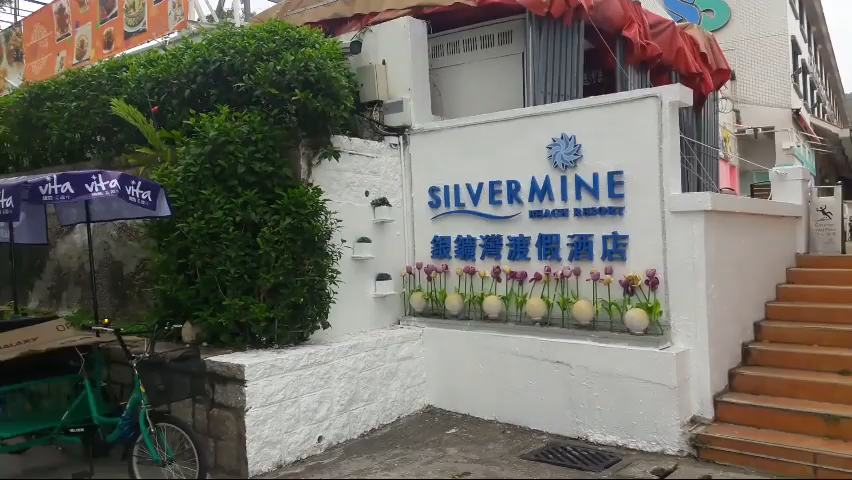 vita
vita
vita
SILVERMINE
BEACH RESORT
銀鑛灣渡假酒店